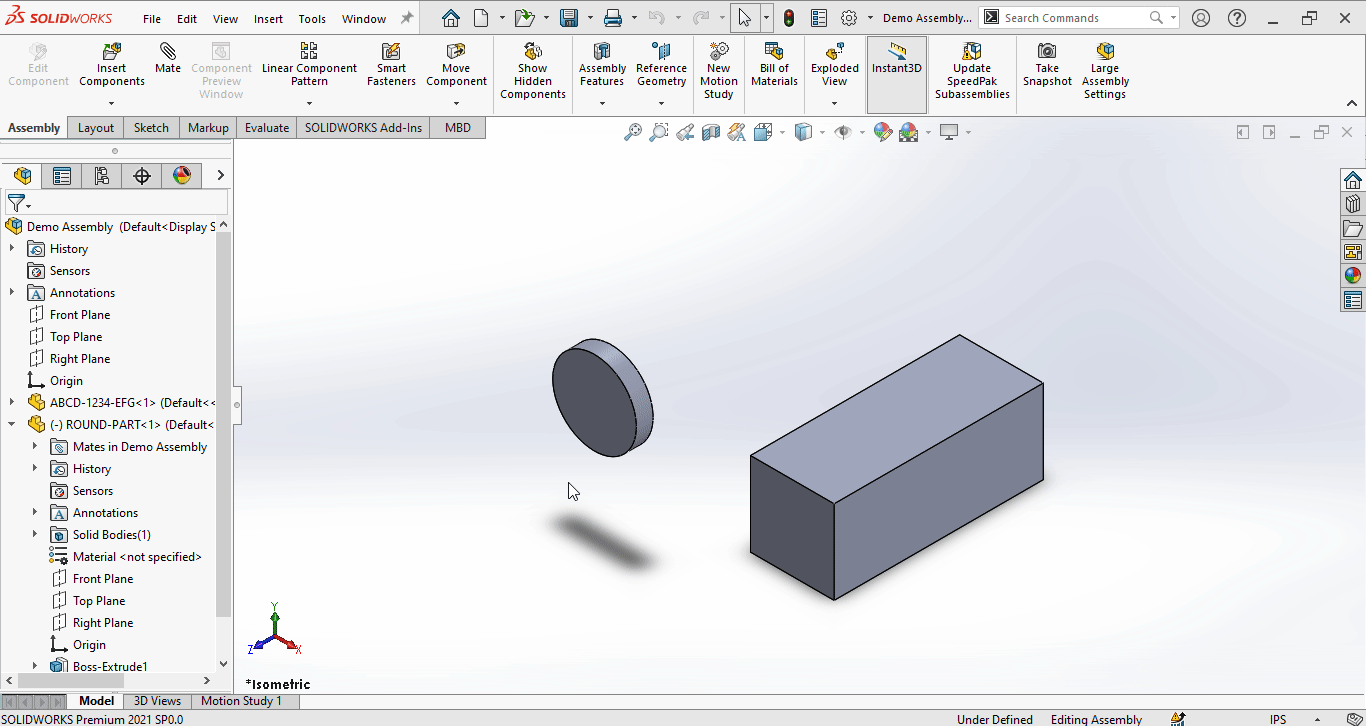 SOLIDWORKS File Edit View Insert Tools Window Demo Assembly... Search Commands
Edit Component
Insert Components
Mate
Component Preview Window
Linear Component Pattern
Smart Fasteners
Move Component
Show Hidden Components
Assembly Features
Reference Geometry
New Motion Study
Bill of Materials
Exploded View
Instant3D
Update SpeedPak Subassemblies
Take Snapshot
Large Assembly Settings
Assembly Layout Sketch Markup Evaluate SOLIDWORKS Add-Ins MBD
Demo Assembly (Default<Display S
History
Sensors
Annotations
Front Plane
Top Plane
Right Plane
Origin
ABCD-1234-EFG<1> (Default<<
(-) ROUND-PART<1> (Default<
Mates in Demo Assembly
History
Sensors
Annotations
Solid Bodies(1)
Material <not specified>
Front Plane
Top Plane
Right Plane
Origin
Boss-Extrude1
Y
Z X
*Isometric
Model 3D Views Motion Study 1
SOLIDWORKS Premium 2021 SP0.0 Under Defined Editing Assembly IPS